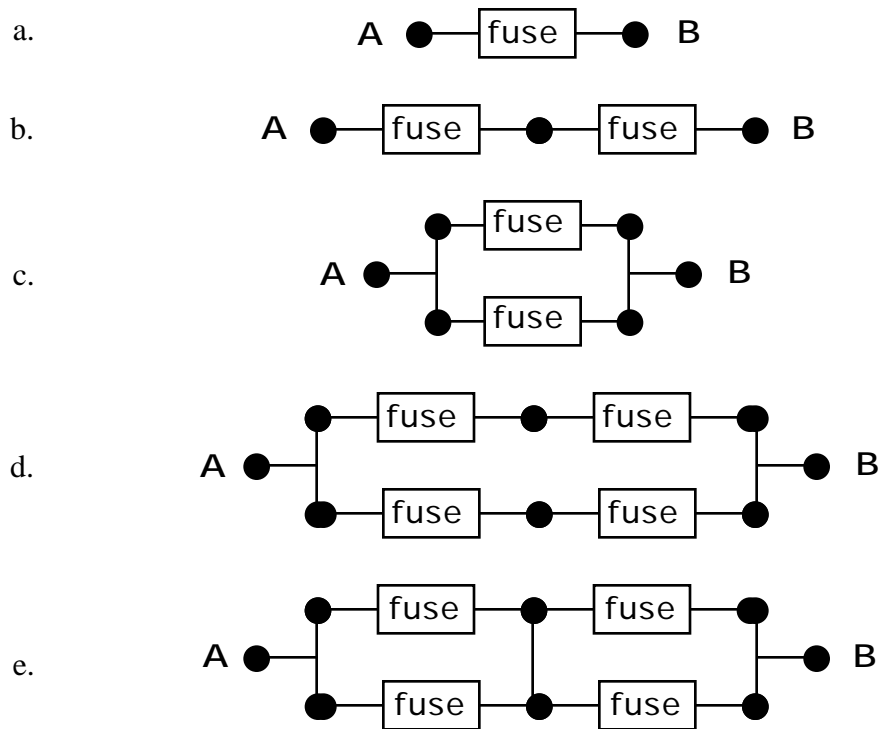 a. A fuse B
b. A fuse fuse B
fuse
c. A B
fuse
fuse fuse
d. A B
fuse fuse
fuse fuse
e. A B
fuse fuse